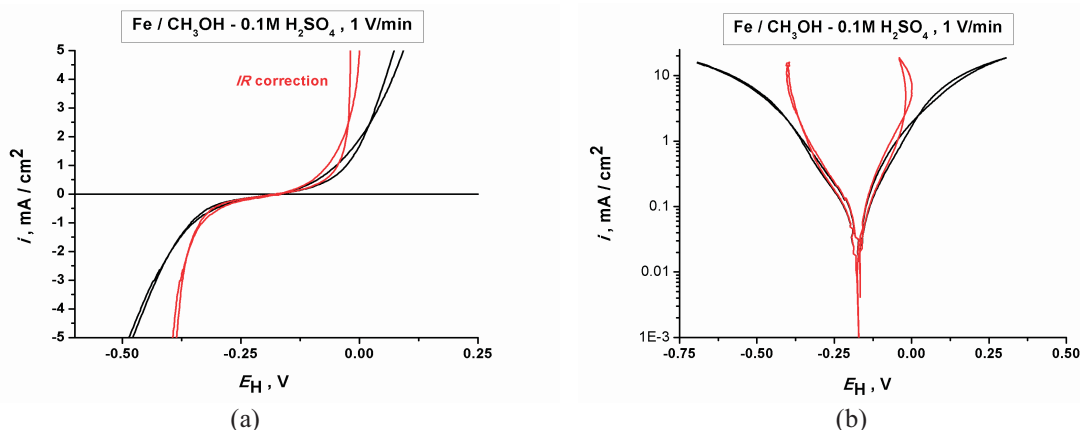 Fe / CH₃OH - 0.1M H₂SO₄ , 1 V/min
IR correction
5
4
3
2
1
0
-1
-2
-3
-4
-5
i, mA / cm²
-0.50
-0.25
0.00
0.25
E_H , V
(a)
Fe / CH₃OH - 0.1M H₂SO₄ , 1 V/min
10
1
0.1
0.01
1E-3
i, mA / cm²
-0.75
-0.50
-0.25
0.00
0.25
0.50
E_H , V
(b)